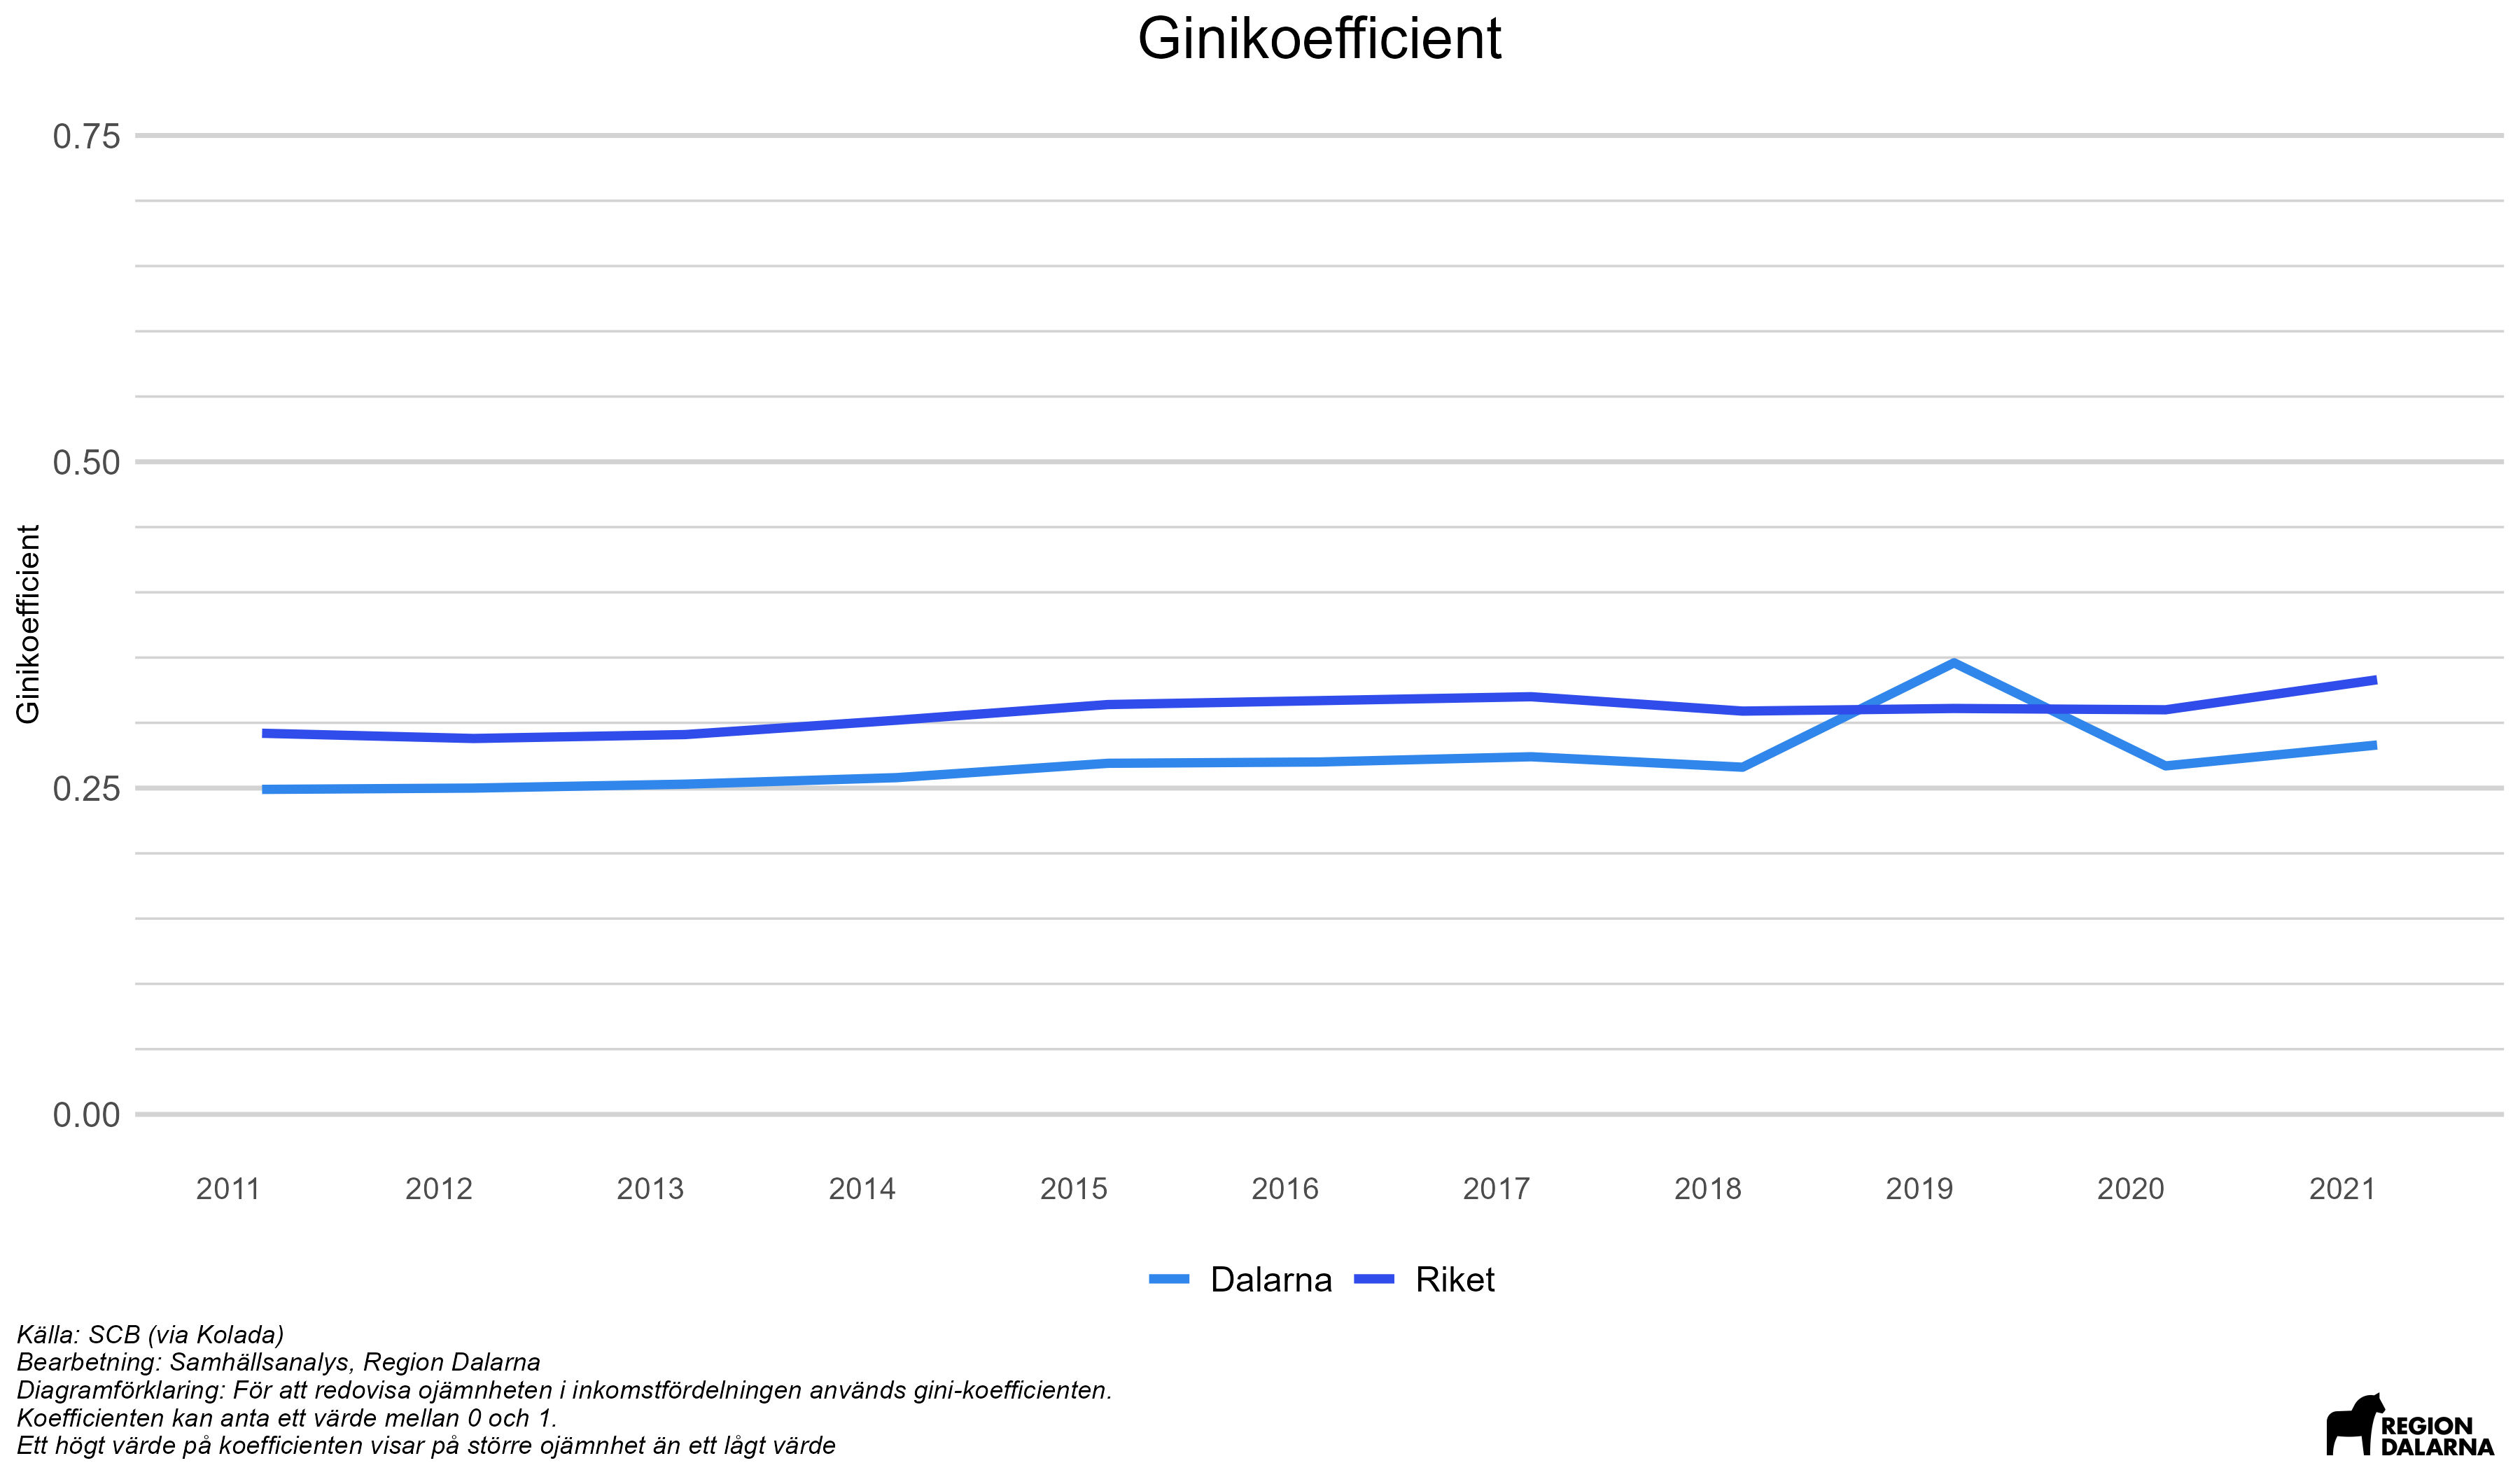 Ginikoefficient
0.75
0.50
0.25
0.00
Ginikoefficient
2011 2012 2013 2014 2015 2016 2017 2018 2019 2020 2021
Dalarna Riket
Källa: SCB (via Kolada)
Bearbetning: Samhällsanalys, Region Dalarna
Diagramförklaring: För att redovisa ojämnheten i inkomstfördelningen används gini-koefficienten.
Koefficienten kan anta ett värde mellan 0 och 1.
Ett högt värde på koefficienten visar på större ojämnhet än ett lågt värde
REGION
DALARNA